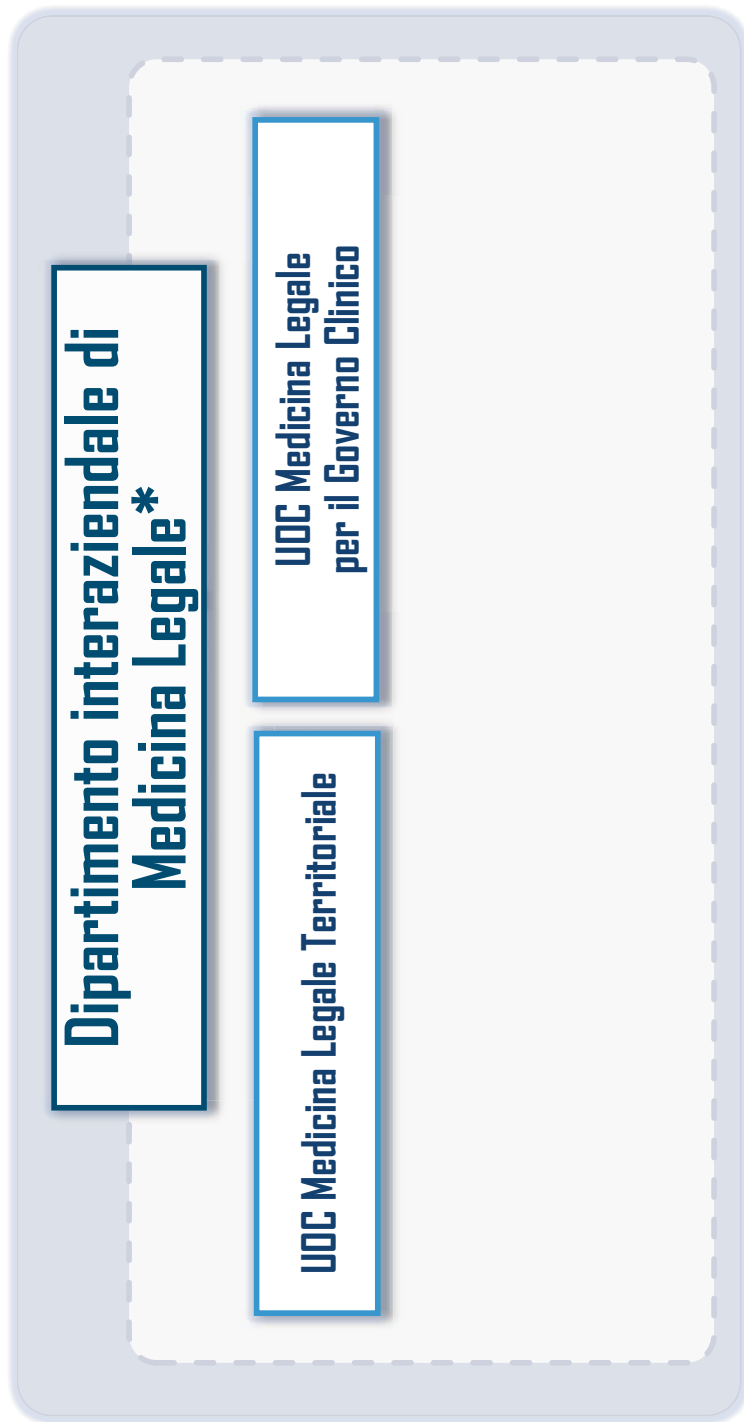 Dipartimento interaziendale di
Medicina Legale*
UOC Medicina Legale Territoriale
UOC Medicina Legale
per il Governo Clinico